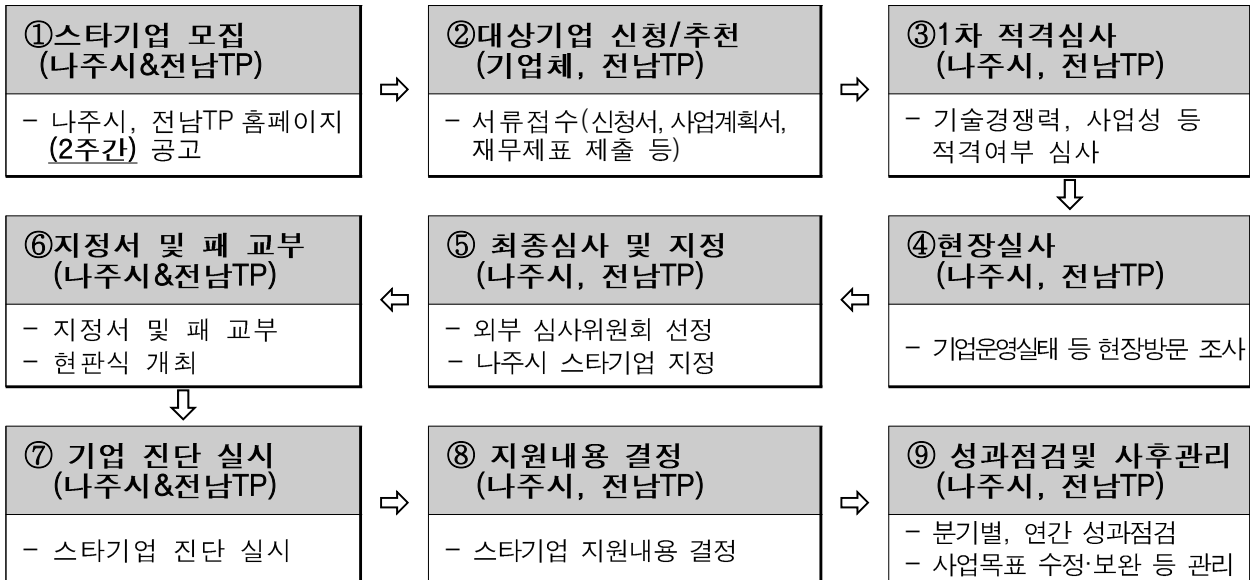 ①스타기업 모집
(나주시&전남TP)
- 나주시, 전남TP 홈페이지
(2주간) 공고
②대상기업 신청/추천
(기업체, 전남TP)
- 서류접수(신청서, 사업계획서,
재무제표 제출 등)
③1차 적격심사
(나주시, 전남TP)
- 기술경쟁력, 사업성 등
적격여부 심사
④현장실사
(나주시, 전남TP)
- 기업운영실태 등 현장방문 조사
⑤ 최종심사 및 지정
(나주시, 전남TP)
- 외부 심사위원회 선정
- 나주시 스타기업 지정
⑥지정서 및 패 교부
(나주시&전남TP)
- 지정서 및 패 교부
- 현판식 개최
⑦ 기업 진단 실시
(나주시&전남TP)
- 스타기업 진단 실시
⑧ 지원내용 결정
(나주시, 전남TP)
- 스타기업 지원내용 결정
⑨ 성과점검및 사후관리
(나주시, 전남TP)
- 분기별, 연간 성과점검
- 사업목표 수정·보완 등 관리